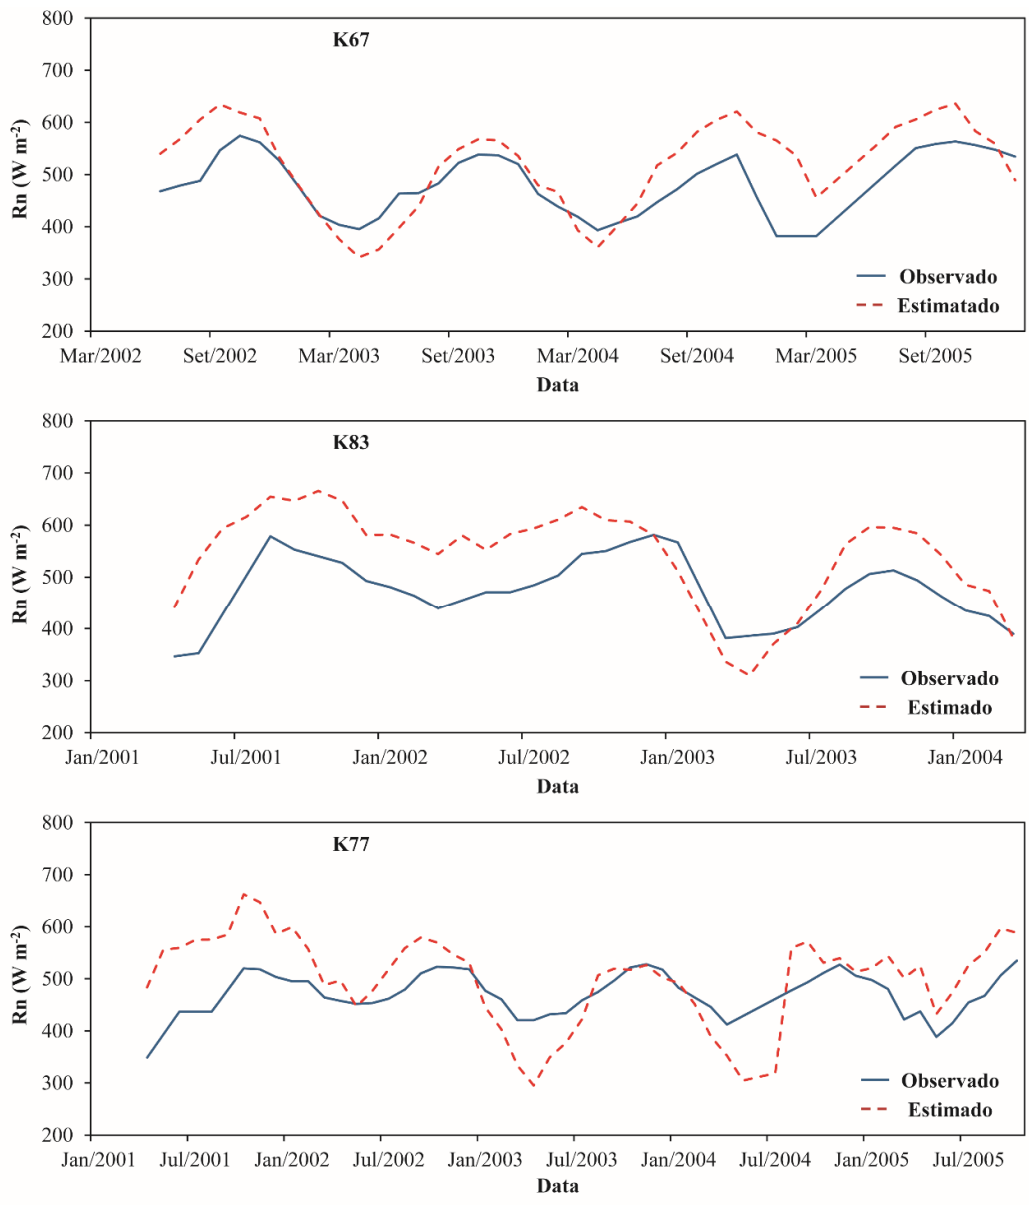 K67
Rn (W m⁻²)
800
700
600
500
400
300
200
Observado
Estimatado
Mar/2002 Set/2002 Mar/2003 Set/2003 Mar/2004 Set/2004 Mar/2005 Set/2005
Data
K83
Rn (W m⁻²)
800
700
600
500
400
300
200
Observado
Estimado
Jan/2001 Jul/2001 Jan/2002 Jul/2002 Jan/2003 Jul/2003 Jan/2004
Data
K77
Rn (W m⁻²)
800
700
600
500
400
300
200
Observado
Estimado
Jan/2001 Jul/2001 Jan/2002 Jul/2002 Jan/2003 Jul/2003 Jan/2004 Jul/2004 Jan/2005 Jul/2005
Data